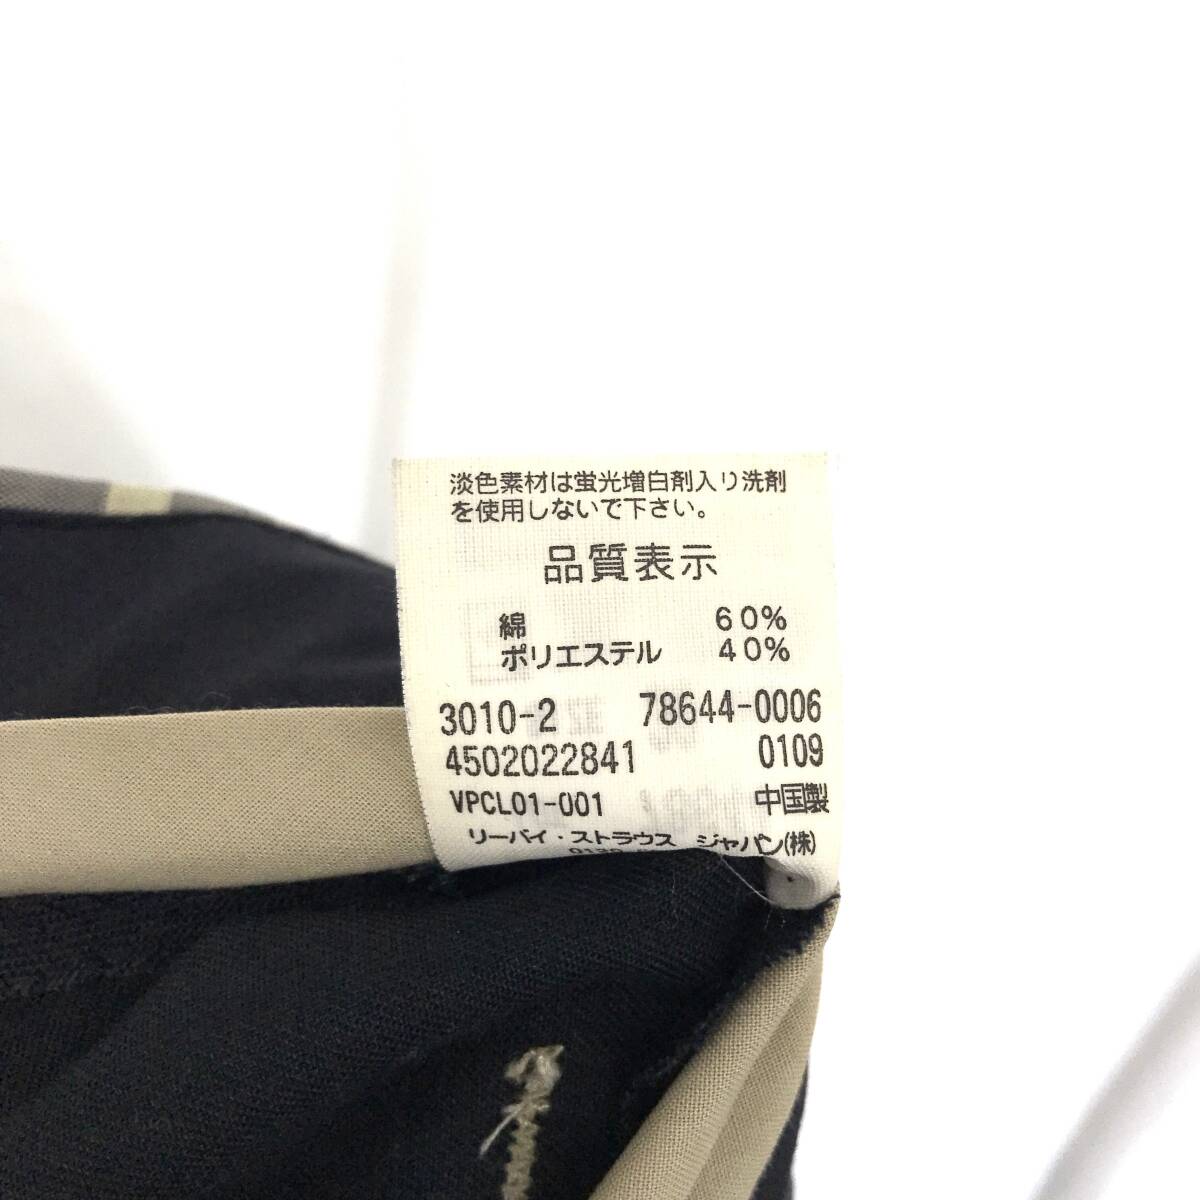 淡色素材は蛍光増白剤入り洗剤
を使用しないで下さい。
品質表示
綿 60%
ポリエステル 40%
3010-2 78644-0006
4502022841 0109
VPCL01-001 中国製
リーバイ・ストラウス ジャパン(株)